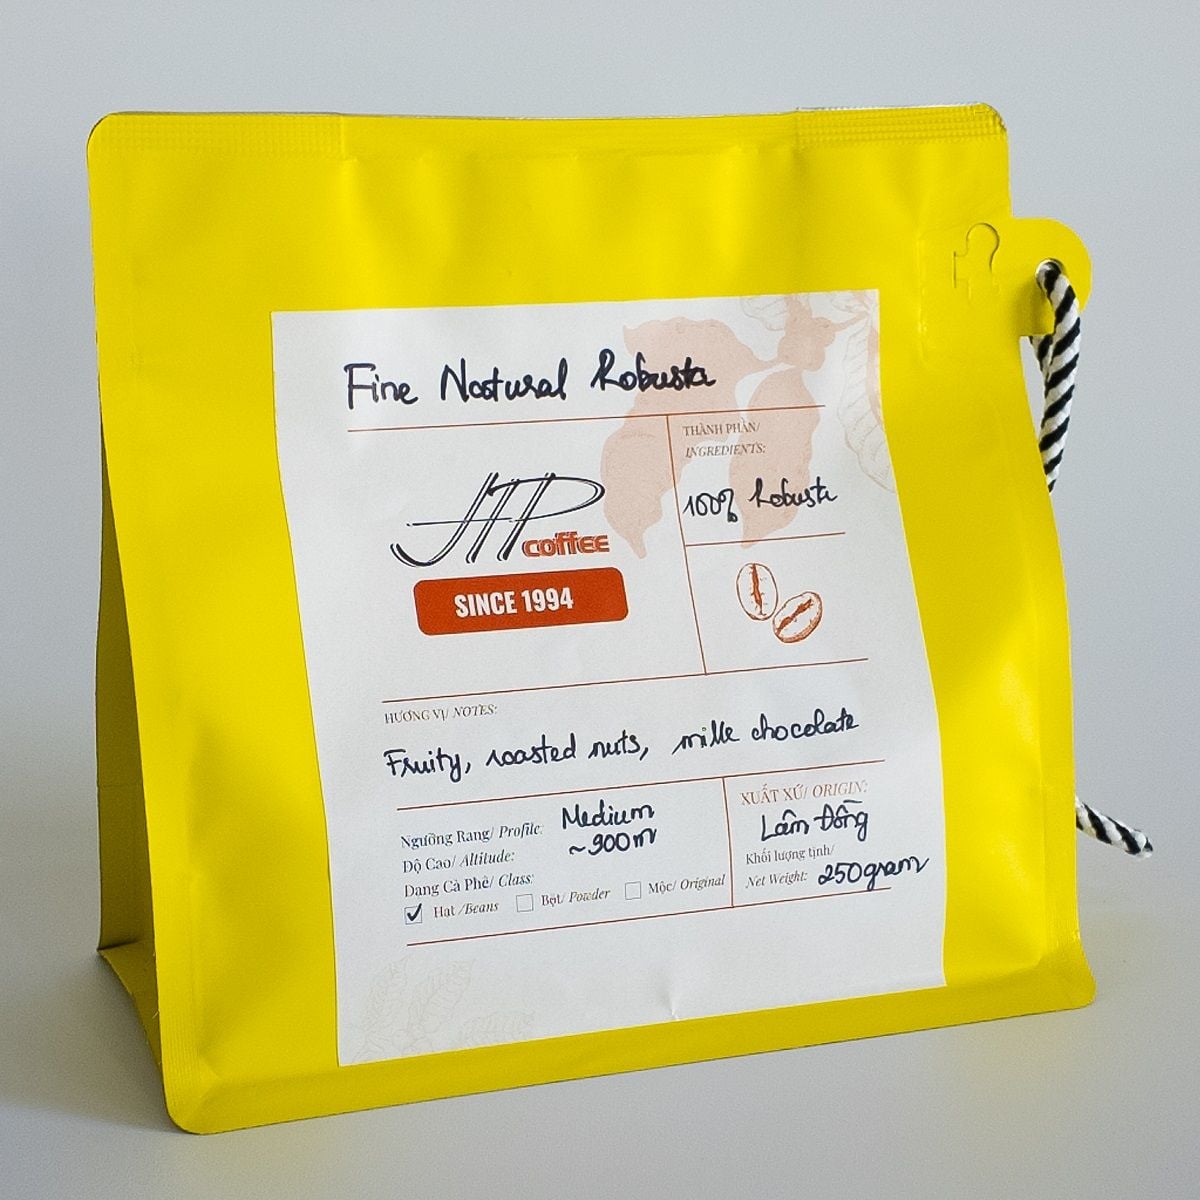 Fine Natural Robusta
JTP
coffee
SINCE 1994
THÀNH PHẦN/
INGREDIENTS:
100% Robusta
HƯƠNG VỊ/ NOTES:
Fruity, roasted nuts, milk chocolate
Ngưỡng Rang/ Profile: Medium
Độ Cao/ Altitude: ~900m
Dạng Cà Phê/ Class:
Hạt /Beans Bột/ Powder Mộc/ Original
XUẤT XỨ/ ORIGIN:
Lâm Đồng
Khối lượng tịnh/
Net Weight: 250gram